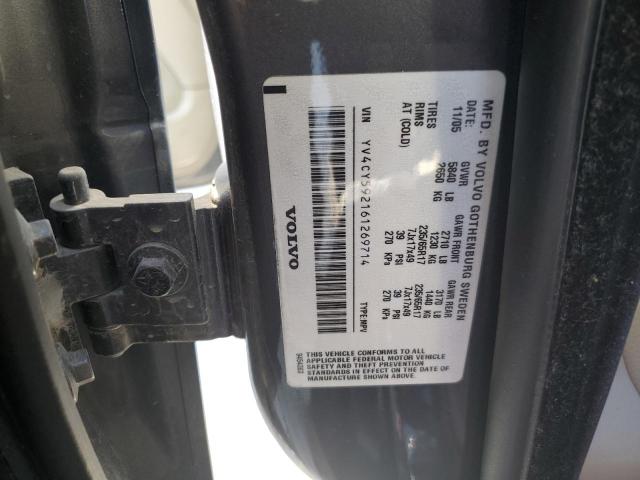 MFD. BY VOLVO GOTHENBURG SWEDEN
DATE: GVWR GAWR FRONT GAWR REAR
11/05 5840 LB 2710 LB 3170 LB
2650 KG 1230 KG 1440 KG
TIRES 235/65R17 235/65R17
RIMS 7Jx17x49 7Jx17x49
AT (COLD) 39 PSI 39 PSI
270 KPa 270 KPa
VIN YV4CY592161269714 TYPE: MPV
VOLVO
THIS VEHICLE CONFORMS TO ALL
APPLICABLE FEDERAL MOTOR VEHICLE
SAFETY AND THEFT PREVENTION
STANDARDS IN EFFECT ON THE DATE OF
MANUFACTURE SHOWN ABOVE.